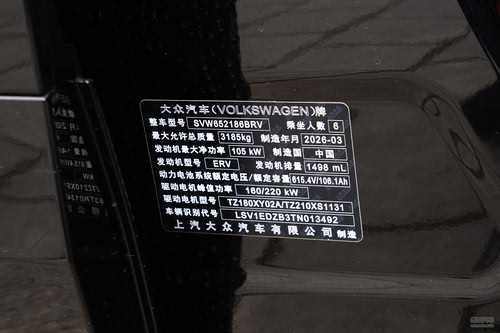 大众汽车(VOLKSWAGEN)牌
整车型号 SVW652186BRV 乘坐人数 6
最大允许总质量 3185kg 制造年月 2026-03
发动机最大净功率 105 kW 制造国 中国
发动机型号 ERV 发动机排量 1498 mL
动力电池系统额定电压/额定容量 615.4V/106.1Ah
驱动电机峰值功率 160/220 kW
驱动电机型号 TZ180XY02A/TZ210XS1131
车辆识别代号 LSV1EDZB3TN013492
上汽大众汽车有限公司 制造